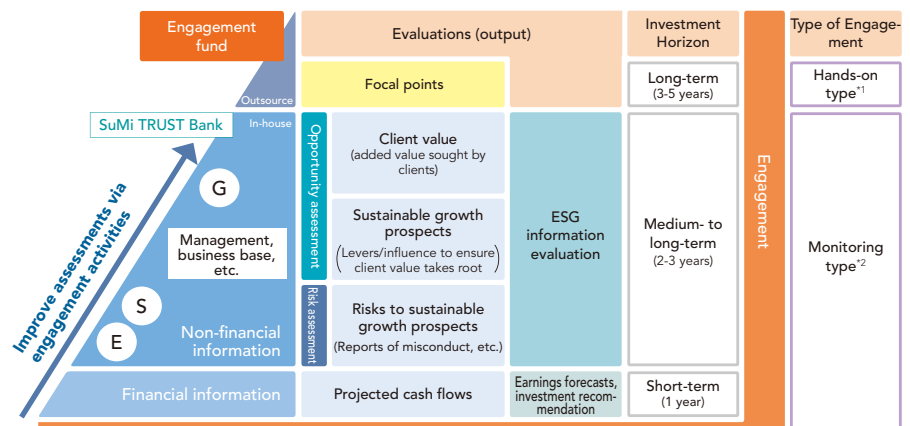 Engagement
fund
Evaluations (output)
Investment
Horizon
Type of Engage-
ment
Outsource
Focal points
Long-term
(3-5 years)
Hands-on
type*1
SuMi TRUST Bank
In-house
Improve assessments via
engagement activities
G
Management,
business base,
etc.
S
E
Non-financial
information
Opportunity assessment
Client value
(added value sought by
clients)
Sustainable growth
prospects
(Levers/influence to ensure
client value takes root)
Risk assessment
Risks to sustainable
growth prospects
(Reports of misconduct, etc.)
ESG
information
evaluation
Medium- to
long-term
(2-3 years)
Engagement
Monitoring
type*2
Financial information
Projected cash flows
Earnings forecasts,
investment recom-
mendation
Short-term
(1 year)